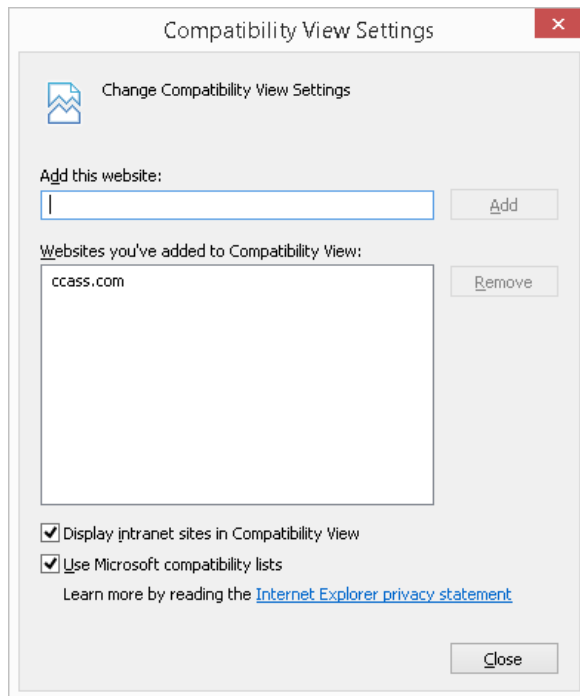 Compatibility View Settings
Change Compatibility View Settings
Add this website:
Add
Websites you've added to Compatibility View:
ccass.com
Remove
Display intranet sites in Compatibility View
Use Microsoft compatibility lists
Learn more by reading the Internet Explorer privacy statement
Close